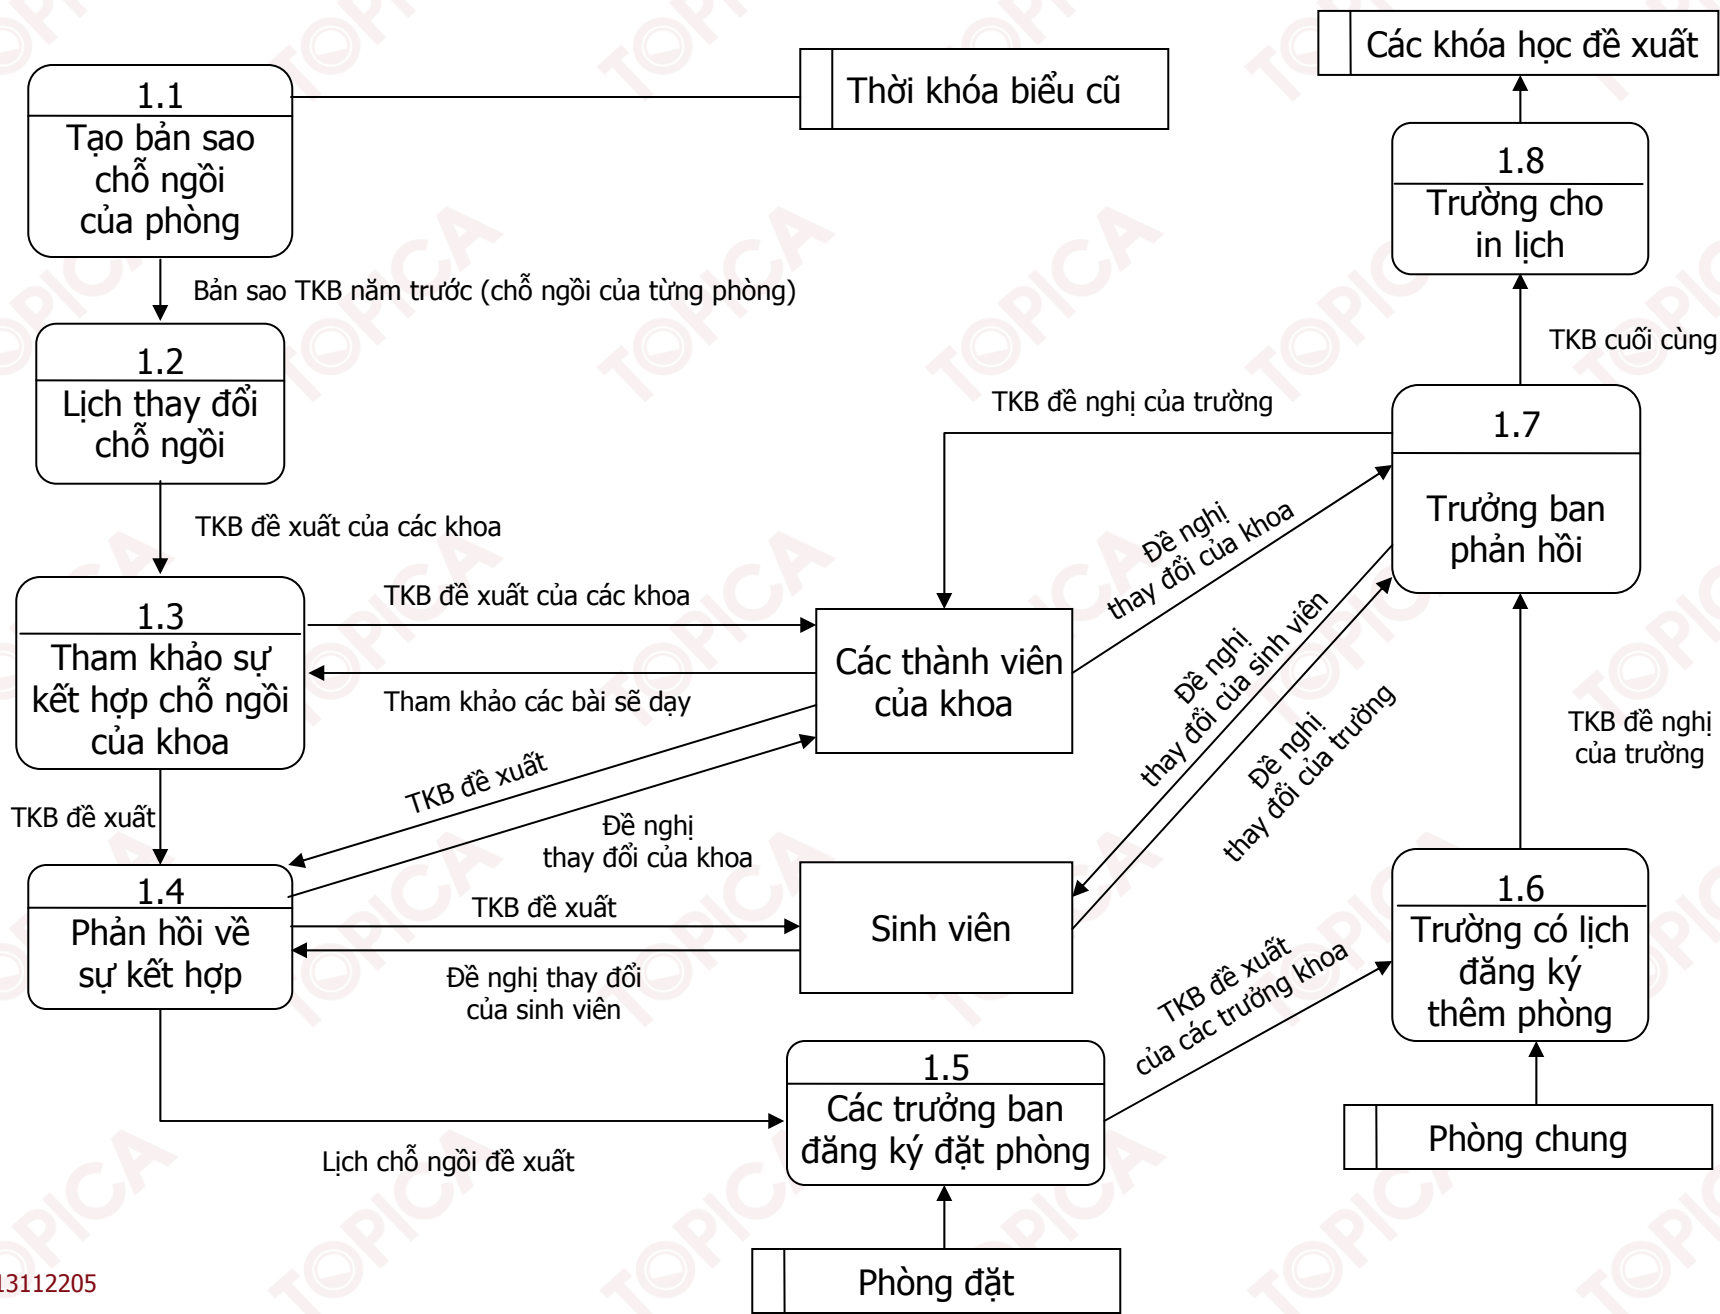 1.1
Tạo bản sao
chỗ ngồi
của phòng
Thời khóa biểu cũ
Các khóa học đề xuất
1.8
Trường cho
in lịch
Bản sao TKB năm trước (chỗ ngồi của từng phòng)
TKB cuối cùng
1.2
Lịch thay đổi
chỗ ngồi
TKB đề nghị của trường
1.7
Trưởng ban
phản hồi
TKB đề xuất của các khoa
Đề nghị
thay đổi của khoa
1.3
Tham khảo sự
kết hợp chỗ ngồi
của khoa
TKB đề xuất của các khoa
Tham khảo các bài sẽ dạy
Các thành viên
của khoa
Đề nghị
thay đổi của sinh viên
Đề nghị
thay đổi của trường
TKB đề nghị
của trường
TKB đề xuất
TKB đề xuất
Đề nghị
thay đổi của khoa
1.4
Phản hồi về
sự kết hợp
TKB đề xuất
Đề nghị thay đổi
của sinh viên
Sinh viên
1.6
Trường có lịch
đăng ký
thêm phòng
TKB đề xuất
của các trưởng khoa
1.5
Các trưởng ban
đăng ký đặt phòng
Lịch chỗ ngồi đề xuất
Phòng chung
Phòng đặt
13112205
TOPICA